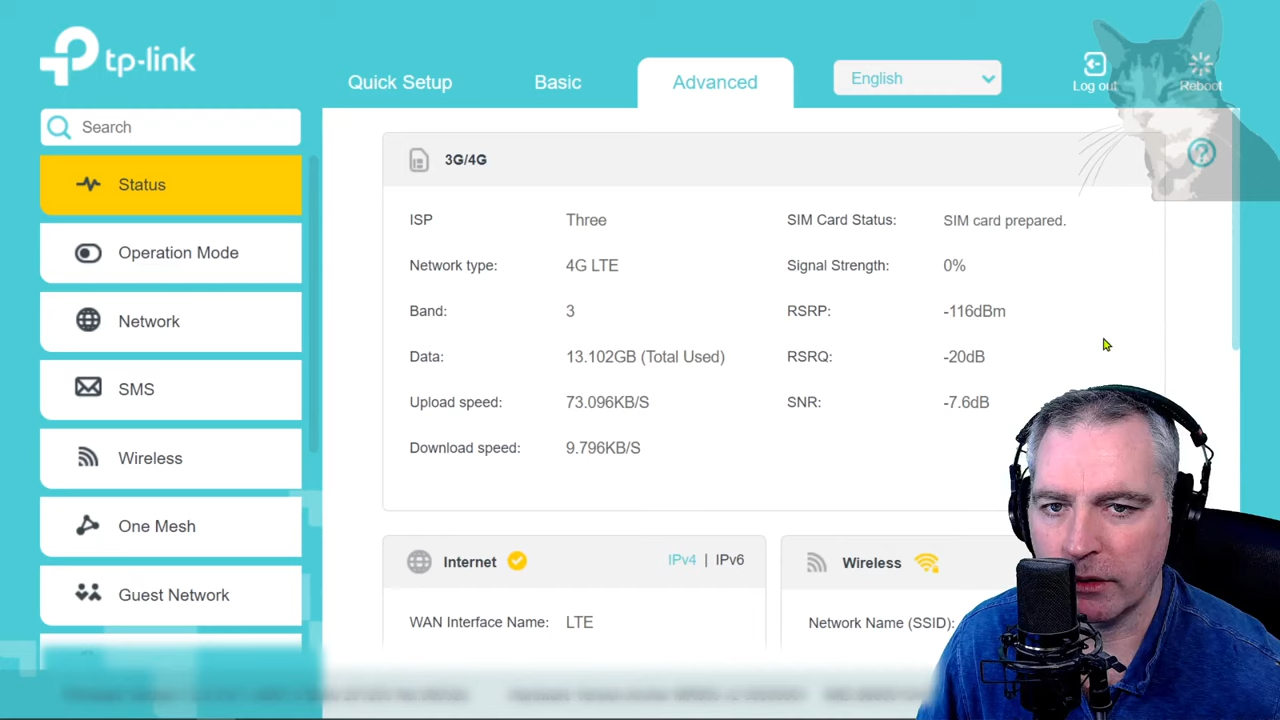 tp-link
Quick Setup
Basic
Advanced
English
Log out
Reboot
Search
Status
Operation Mode
Network
SMS
Wireless
One Mesh
Guest Network
3G/4G
?
ISP Three SIM Card Status: SIM card prepared.
Network type: 4G LTE Signal Strength: 0%
Band: 3 RSRP: -116dBm
Data: 13.102GB (Total Used) RSRQ: -20dB
Upload speed: 73.096KB/S SNR: -7.6dB
Download speed: 9.796KB/S
Internet IPv4 | IPv6
WAN Interface Name: LTE
Wireless
Network Name (SSID):